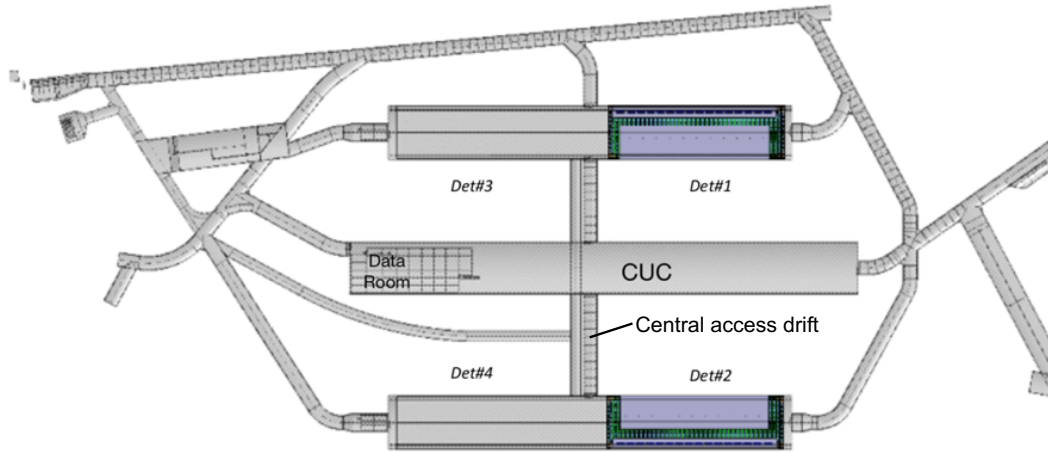 Det#3
Det#1
Data
Room
CUC
Central access drift
Det#4
Det#2